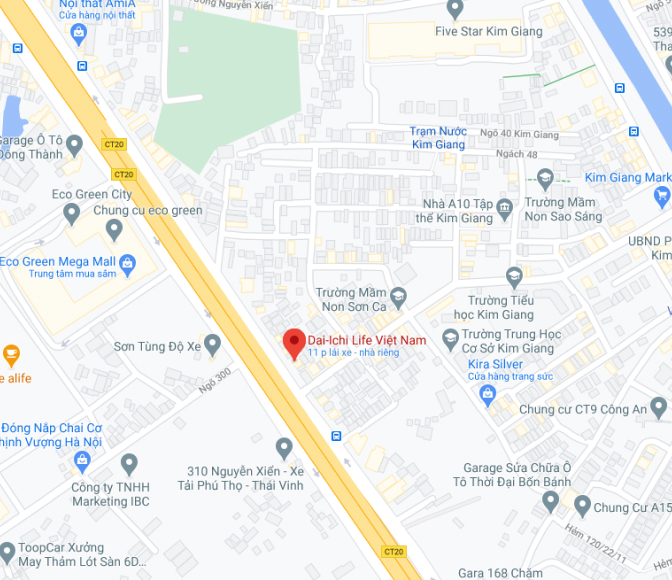 Nội thất AmiA
Cửa hàng nội thất
Nguyễn Xiển
Five Star Kim Giang
Ngõ
539
Tha
Garage Ô Tô
Đông Thành
CT20
CT20
Trạm Nước
Kim Giang
Ngõ 40 Kim Giang
Ngách 48
Kim Giang Mark
Eco Green City
Chung cu eco green
Nhà A10 Tập
thể Kim Giang
Trường Mầm
Non Sao Sáng
UBND P
Kim
Eco Green Mega Mall
Trung tâm mua sắm
Trường Mầm
Non Sơn Ca
Trường Tiểu
học Kim Giang
Dai-Ichi Life Việt Nam
11 p lái xe - nhà riêng
Sơn Tùng Độ Xe
Trường Trung Học
Cơ Sở Kim Giang
Kira Silver
Cửa hàng trang sức
e alife
Ngõ 300
Chung cư CT9 Công An
Đóng Nắp Chai Cơ
hịnh Vượng Hà Nội
310 Nguyễn Xiển - Xe
Tải Phú Thọ - Thái Vinh
Công ty TNHH
Marketing IBC
Garage Sửa Chữa Ô
Tô Thời Đại Bốn Bánh
Chung Cư A15
Hẻm 120/22/11
ToopCar Xưởng
May Thảm Lót Sàn 6D...
CT20
Gara 168 Chăm
Hẻm